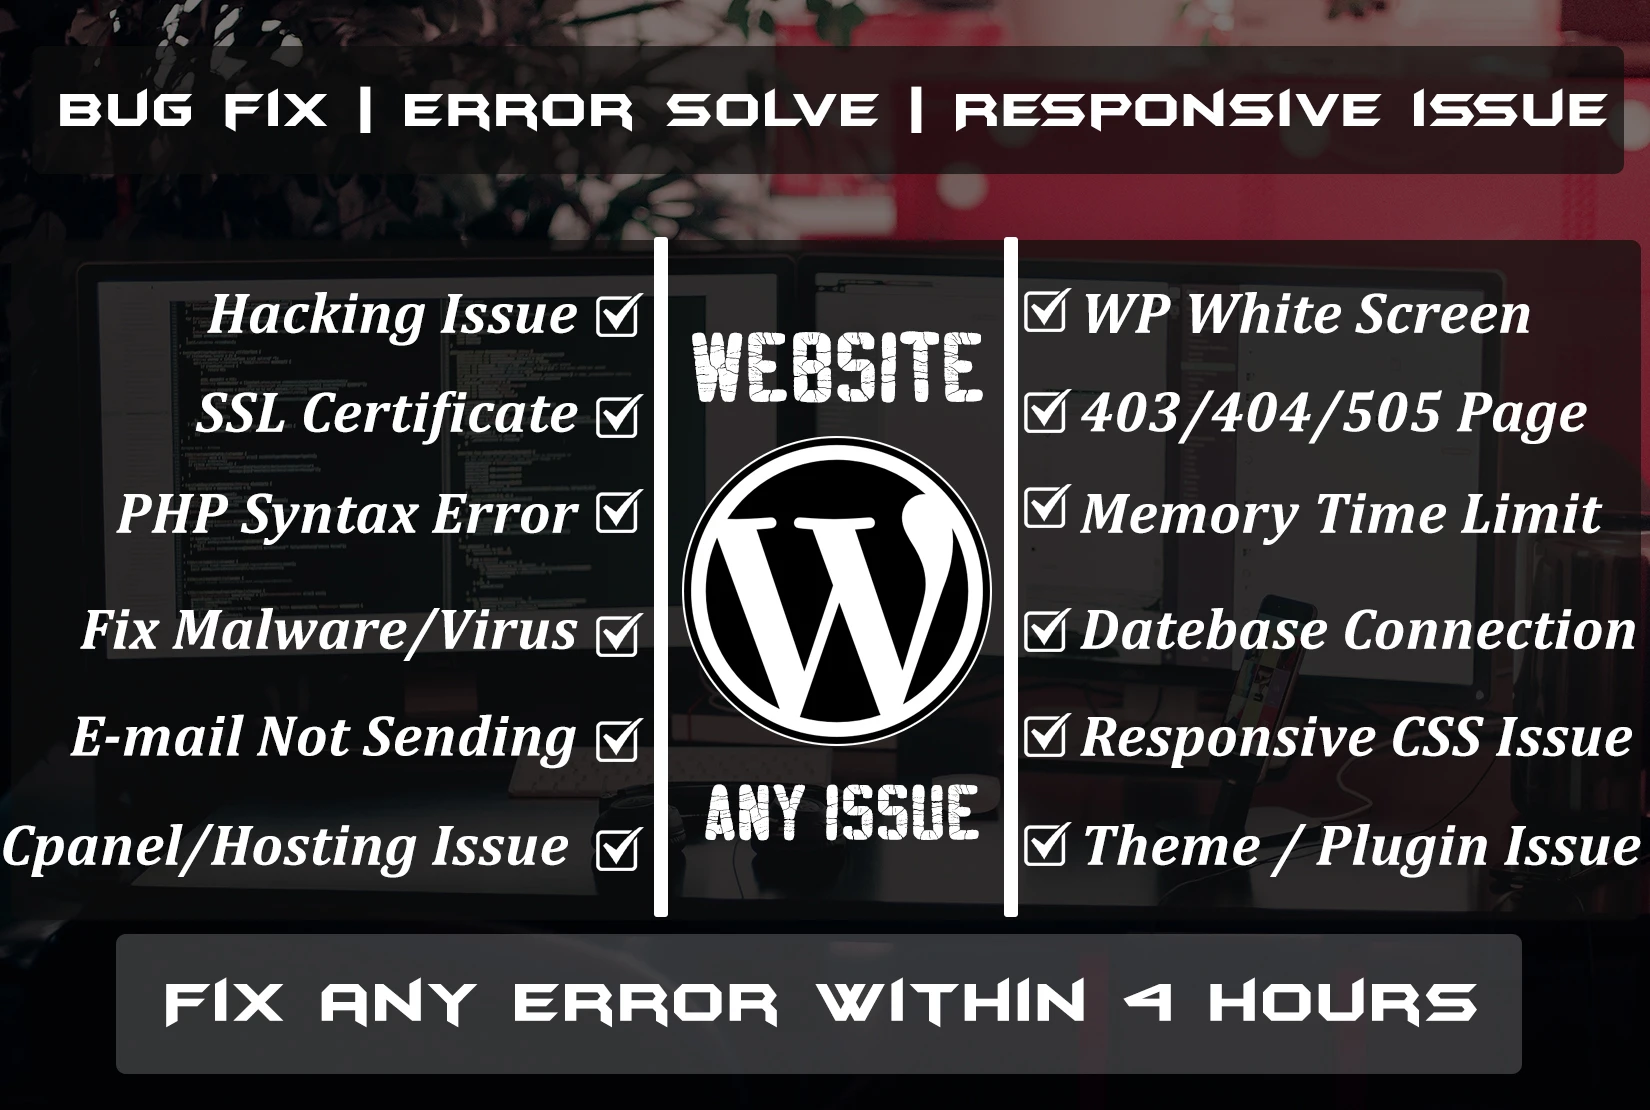 BUG FIX | ERROR SOLVE | RESPONSIVE ISSUE
Hacking Issue
SSL Certificate
PHP Syntax Error
Fix Malware/Virus
E-mail Not Sending
Cpanel/Hosting Issue
WEBSITE
W
ANY ISSUE
WP White Screen
403/404/505 Page
Memory Time Limit
Datebase Connection
Responsive CSS Issue
Theme / Plugin Issue
FIX ANY ERROR WITHIN 4 HOURS